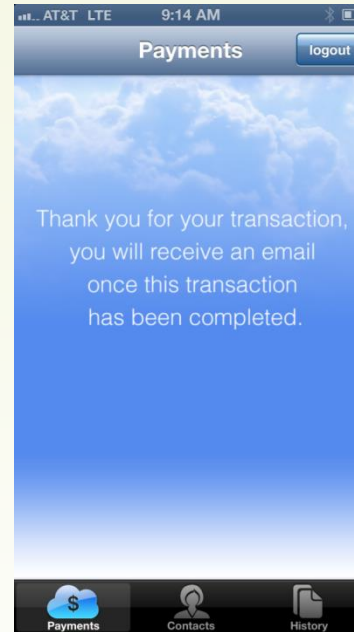 AT&T LTE 9:14 AM
Payments logout
Thank you for your transaction,
you will receive an email
once this transaction
has been completed.
$
Payments Contacts History